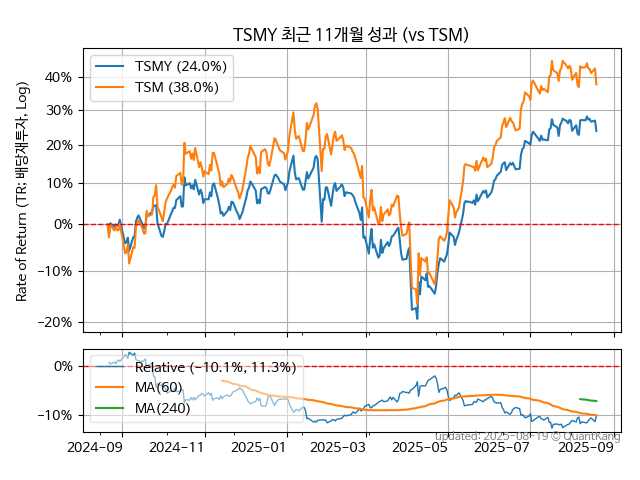 TSMY 최근 11개월 성과 (vs TSM)
Rate of Return (TR: 배당재투자, Log)
TSMY (24.0%)
TSM (38.0%)
40%
30%
20%
10%
0%
−10%
−20%
Relative (−10.1%, 11.3%)
MA(60)
MA(240)
0%
−10%
updated: 2025-08-19 © QuantKang
2024-09 2024-11 2025-01 2025-03 2025-05 2025-07 2025-09